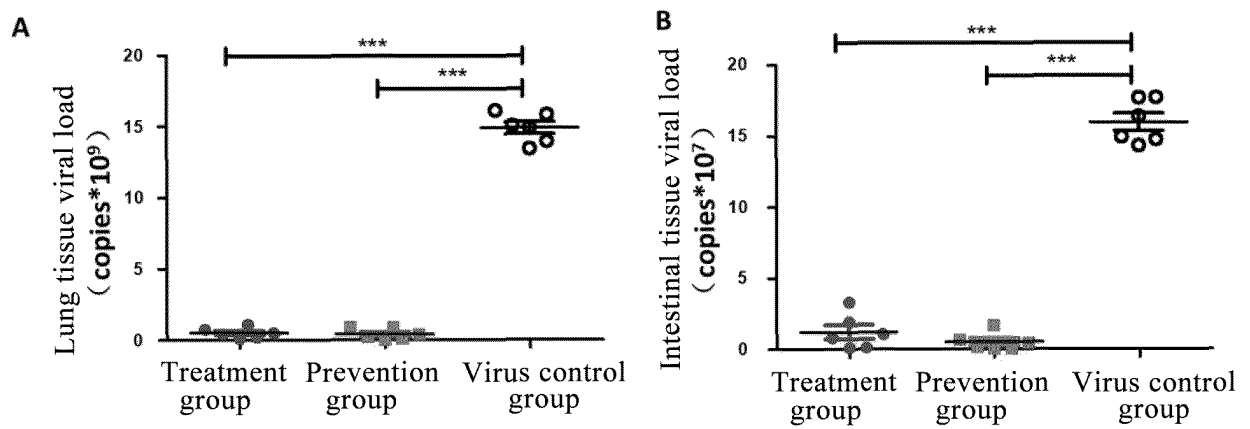 A
Lung tissue viral load
(copies*10⁹)
20
15
10
5
0
***
***
Treatment group
Prevention group
Virus control group
B
Intestinal tissue viral load
(copies*10⁷)
20
15
10
5
0
***
***
Treatment group
Prevention group
Virus control group